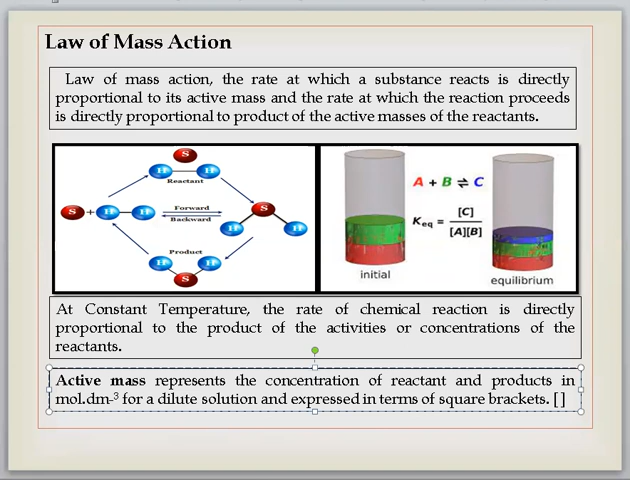 Law of Mass Action
Law of mass action, the rate at which a substance reacts is directly
proportional to its active mass and the rate at which the reaction proceeds
is directly proportional to product of the active masses of the reactants.
S
H H
Reactant
S + H H
Forward
Backward
S
H H
Product
H H
S
A + B ⇌ C
Keq = [C] / [A][B]
initial
equilibrium
At Constant Temperature, the rate of chemical reaction is directly
proportional to the product of the activities or concentrations of the
reactants.
Active mass represents the concentration of reactant and products in
mol.dm-³ for a dilute solution and expressed in terms of square brackets. [ ]